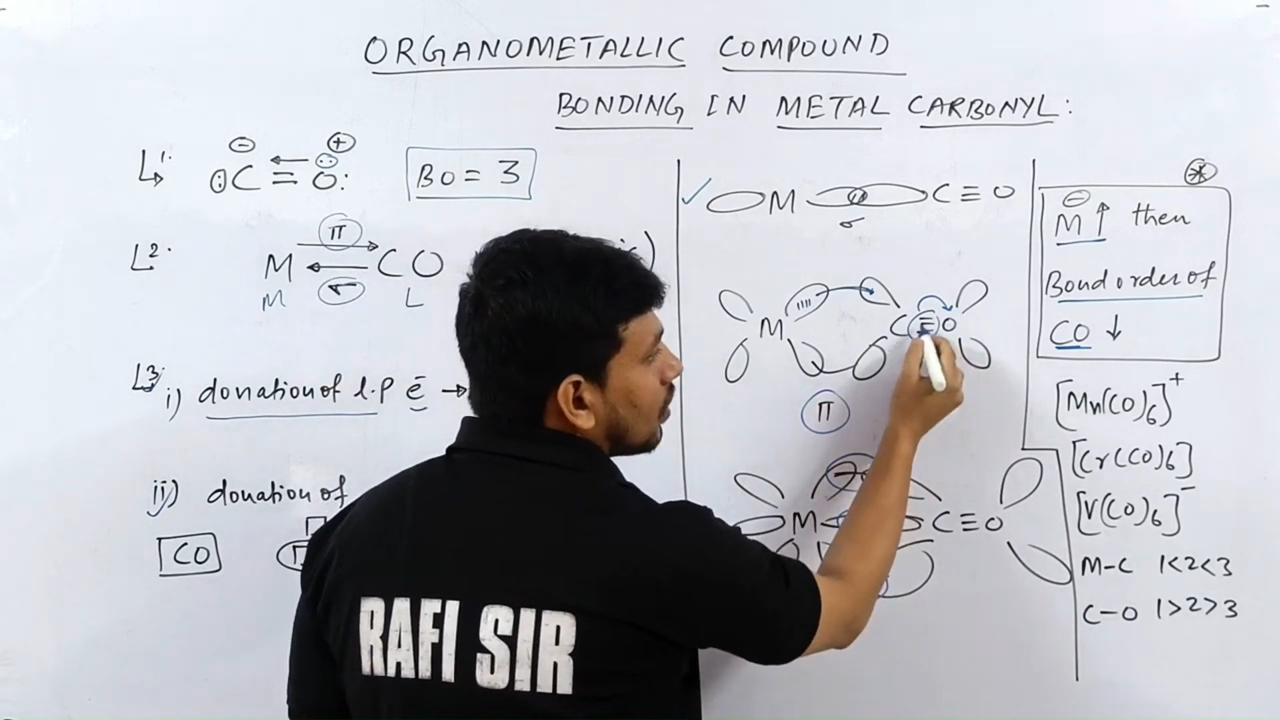 ORGANOMETALLIC COMPOUND
BONDING IN METAL CARBONYL:
L1. ⊖ ⊕
:C = O:
BO = 3
L2. π
M CO
M σ L
L3.
i) donation of l.p ē →
ii) donation of
CO
M C ≡ O
σ
M C ≡ O
π
M C ≡ O
⊖
M ↑ then
Bond order of
CO ↓
[Mn(CO)6]+
[Cr(CO)6]
[V(CO)6]-
M-C 1<2<3
C-O 1>2>3
RAFI SIR